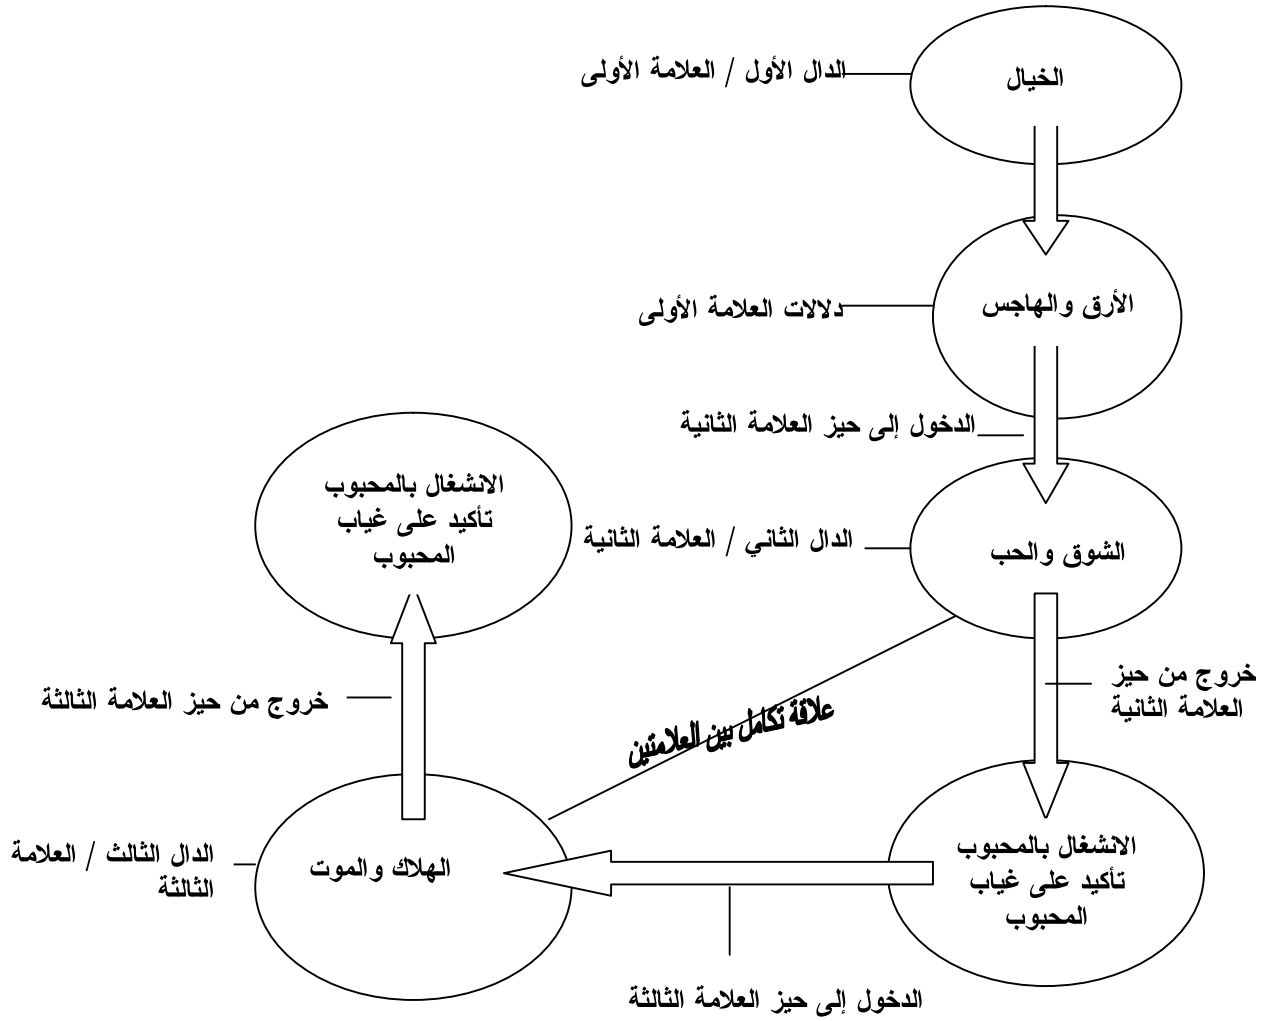 الخيال
الدال الأول / العلامة الأولى
الأرق والهاجس
دلالات العلامة الأولى
الدخول إلى حيز العلامة الثانية
الشوق والحب
الدال الثاني / العلامة الثانية
الانشغال بالمحبوب
تأكيد على غياب
المحبوب
خروج من حيز
العلامة الثانية
خروج من حيز العلامة الثالثة
علاقة تكامل بين العلامتين
الانشغال بالمحبوب
تأكيد على غياب
المحبوب
الهلاك والموت
الدال الثالث / العلامة
الثالثة
الدخول إلى حيز العلامة الثالثة